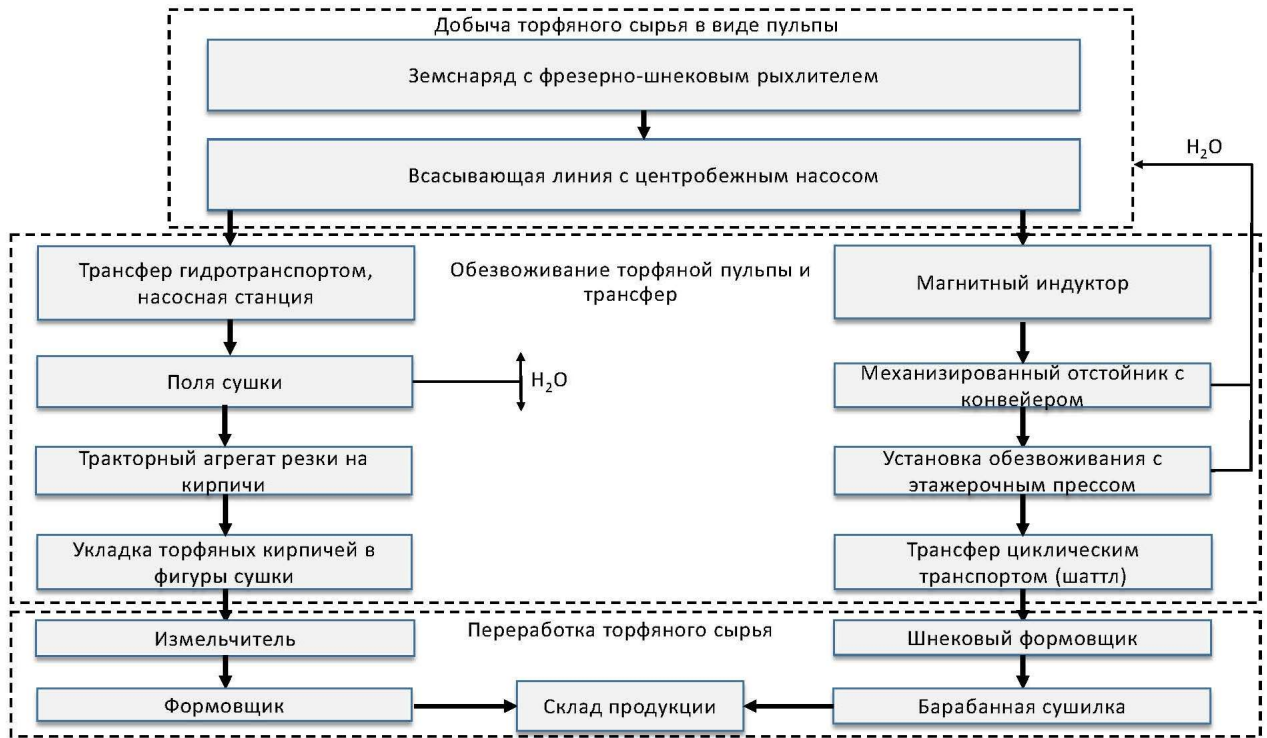 Добыча торфяного сырья в виде пульпы
Земснаряд с фрезерно-шнековым рыхлителем
H₂O
Всасывающая линия с центробежным насосом
Трансфер гидротранспортом,
насосная станция
Обезвоживание торфяной пульпы и
трансфер
Магнитный индуктор
Поля сушки
H₂O
Механизированный отстойник с
конвейером
Тракторный агрегат резки на
кирпичи
Установка обезвоживания с
этажерочным прессом
Укладка торфяных кирпичей в
фигуры сушки
Трансфер циклическим
транспортом (шаттл)
Измельчитель
Переработка торфяного сырья
Шнековый формовщик
Формовщик
Склад продукции
Барабанная сушилка